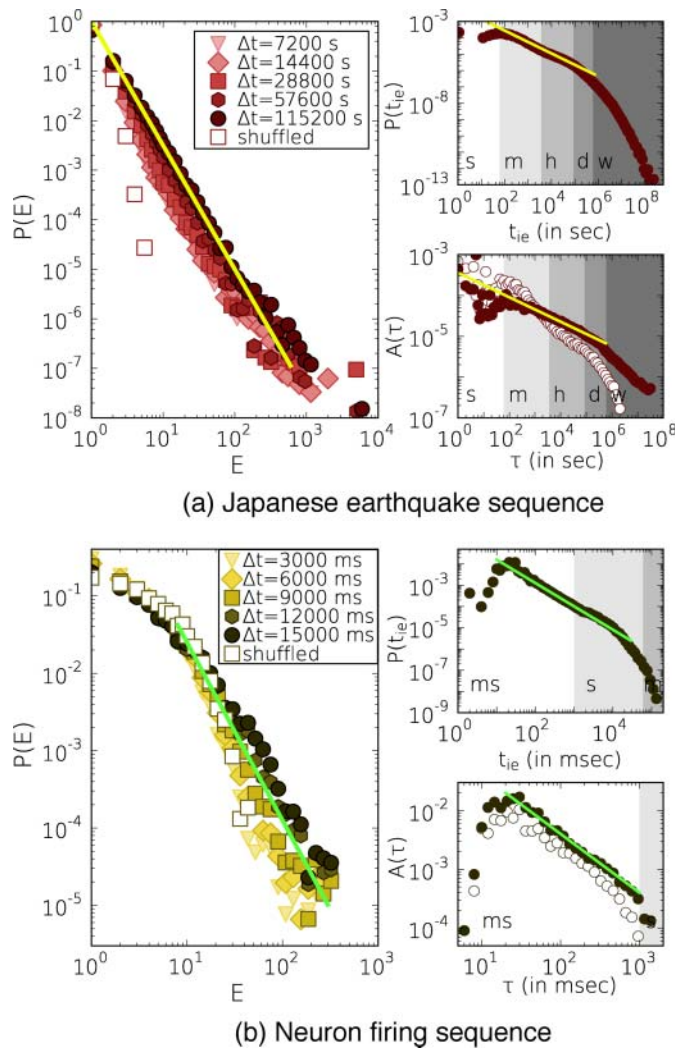 10^0
10^-1
10^-2
10^-3
10^-4
10^-5
10^-6
10^-7
10^-8
P(E)
Δt=7200 s
Δt=14400 s
Δt=28800 s
Δt=57600 s
Δt=115200 s
shuffled
10^0 10^1 10^2 10^3 10^4
E
10^-3
10^-6
10^-7
10^-13
P(t_ie)
s m h d w
10^0 10^2 10^4 10^6 10^8
t_ie (in sec)
10^-3
10^-5
10^-7
A(τ)
s m h d w
10^0 10^2 10^4 10^6 10^8
τ (in sec)
(a) Japanese earthquake sequence
10^-1
10^-2
10^-3
10^-4
10^-5
P(E)
Δt=3000 ms
Δt=6000 ms
Δt=9000 ms
Δt=12000 ms
Δt=15000 ms
shuffled
10^0 10^1 10^2 10^3
E
10^-3
10^-5
10^-7
10^-9
P(t_ie)
ms s m
10^0 10^2 10^4
t_ie (in msec)
10^-2
10^-3
10^-4
A(τ)
ms s
10^1 10^2 10^3
τ (in msec)
(b) Neuron firing sequence